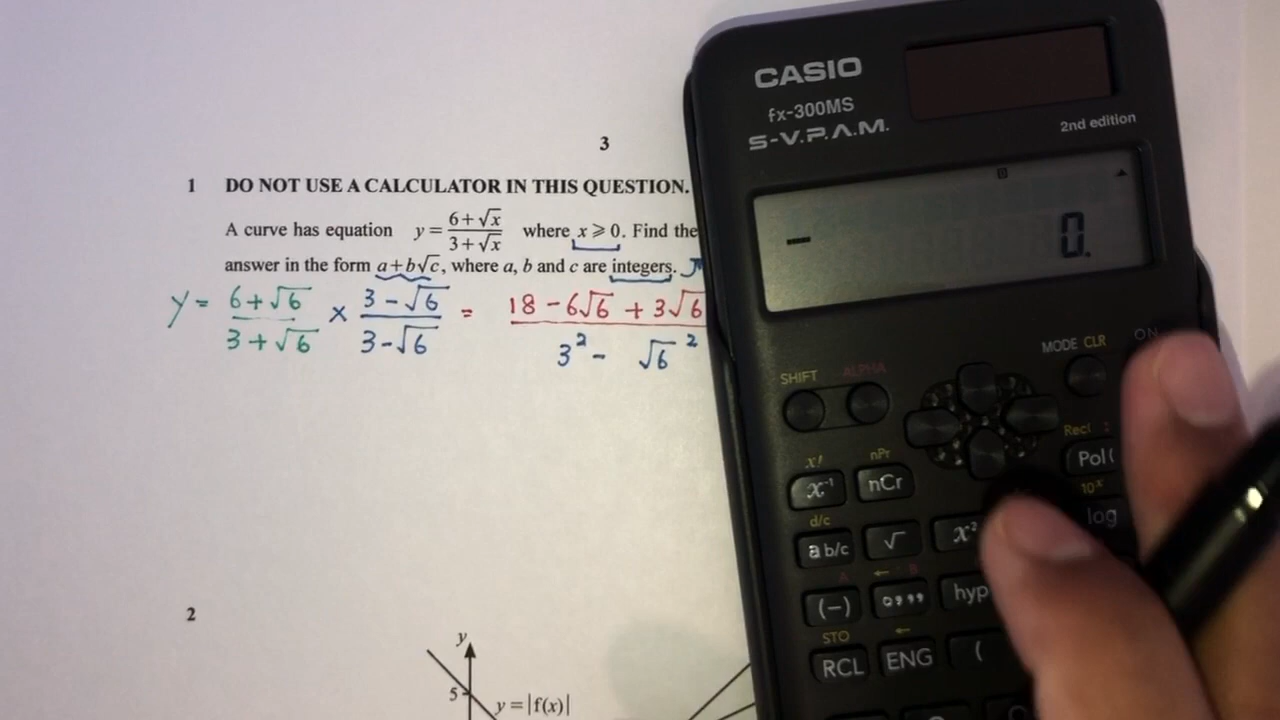 3
1 DO NOT USE A CALCULATOR IN THIS QUESTION.
A curve has equation y = (6+√x)/(3+√x) where x ⩾ 0. Find the
answer in the form a+b√c, where a, b and c are integers.
y = (6+√6)/(3+√6) × (3-√6)/(3-√6) = (18-6√6+3√6)/(3² - √6²)
2
y
5
y=|f(x)|
CASIO
fx-300MS
S-V.P.A.M.
2nd edition
D
- 0.
MODE CLR ON
SHIFT ALPHA
x! nPr Rec( :
x⁻¹ nCr Pol(
d/c 10ˣ
a b/c √ x² log
A ← B
(–) ° ’ ” hyp
STO ←
RCL ENG (